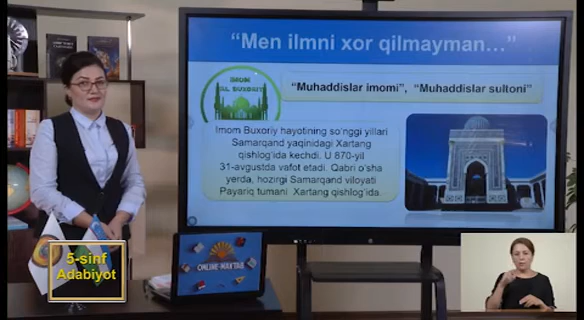 “Men ilmni xor qilmayman…”
IMOM
AL BUXORIY
“Muhaddislar imomi”, “Muhaddislar sultoni”
Imom Buxoriy hayotining so‘nggi yillari
Samarqand yaqinidagi Xartang
qishlog‘ida kechdi. U 870-yil
31-avgustda vafot etadi. Qabri o‘sha
yerda, hozirgi Samarqand viloyati
Payariq tumani Xartang qishlog‘ida.
5-sinf
Adabiyot
ONLINE-MAKTAB